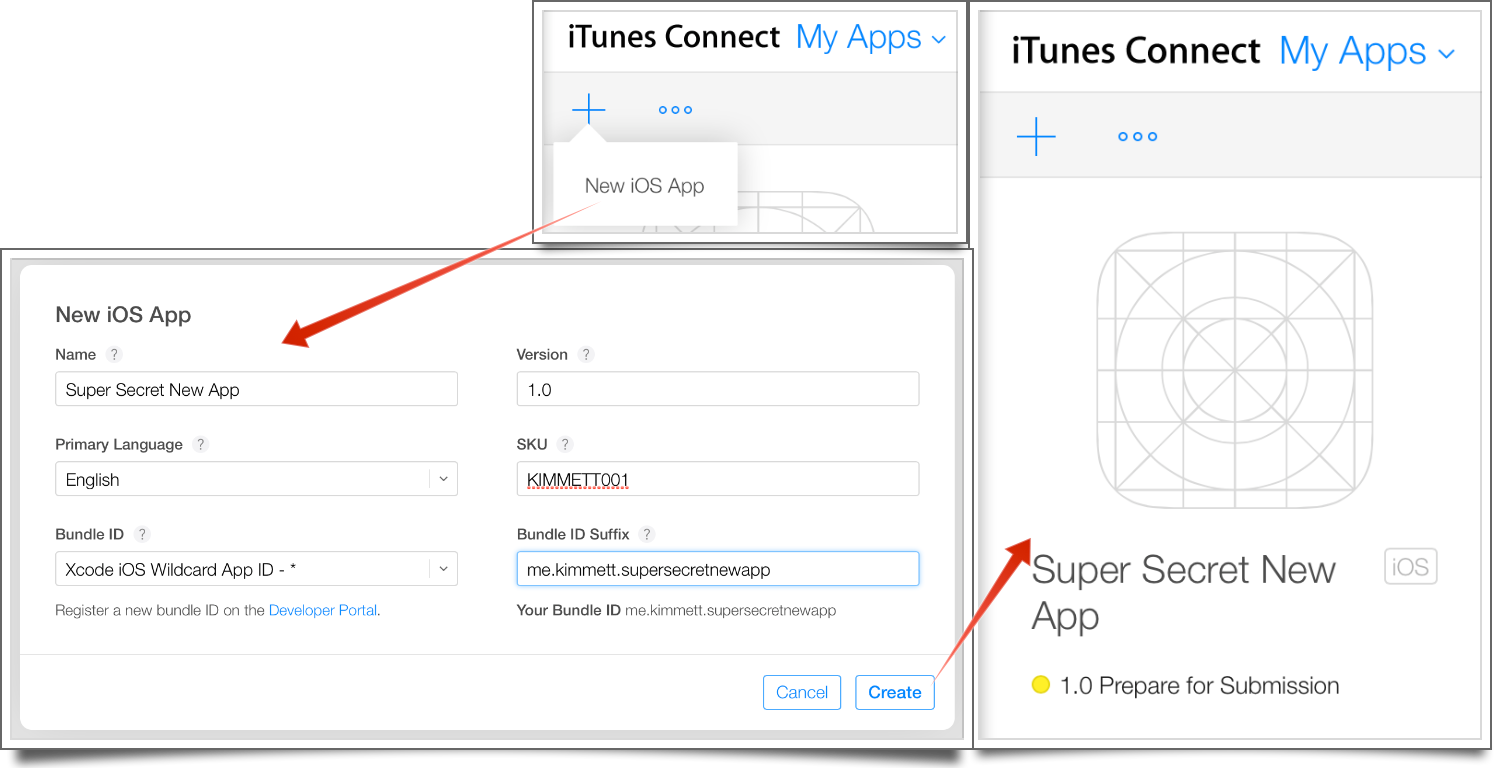 iTunes Connect My Apps
New iOS App
New iOS App
Name ?
Super Secret New App
Version ?
1.0
Primary Language ?
English
SKU ?
KIMMETT001
Bundle ID ?
Xcode iOS Wildcard App ID - *
Register a new bundle ID on the Developer Portal.
Bundle ID Suffix ?
me.kimmett.supersecretnewapp
Your Bundle ID me.kimmett.supersecretnewapp
Cancel
Create
iTunes Connect My Apps
Super Secret New
App
iOS
1.0 Prepare for Submission